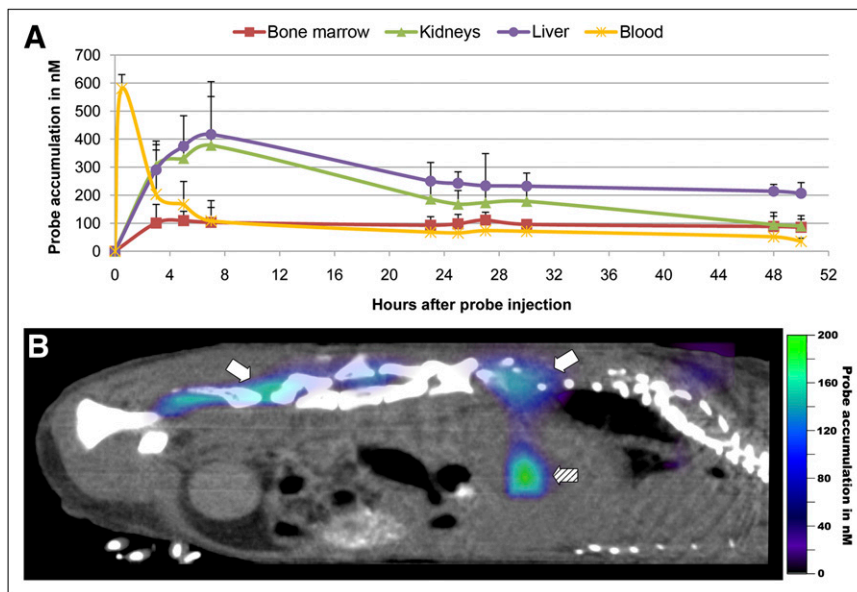 A
Bone marrow Kidneys Liver Blood
Probe accumulation in nM
700
600
500
400
300
200
100
0
0 4 8 12 16 20 24 28 32 36 40 44 48 52
Hours after probe injection
B
200
160
120
80
40
0
Probe accumulation in nM